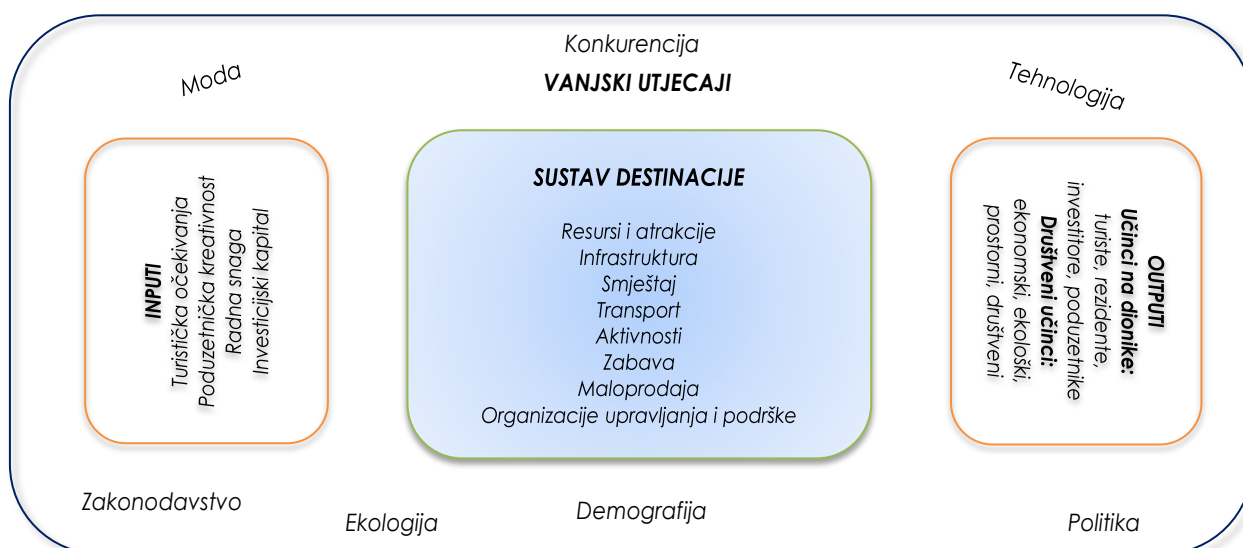 Konkurencija
Moda
VANJSKI UTJECAJI
Tehnologija
INPUTI
Turistička očekivanja
Poduzetnička kreativnost
Radna snaga
Investicijski kapital
SUSTAV DESTINACIJE
Resursi i atrakcije
Infrastruktura
Smještaj
Transport
Aktivnosti
Zabava
Maloprodaja
Organizacije upravljanja i podrške
OUTPUTI
Učinci na dionike:
turiste, rezidente,
investitore, poduzetnike
Društveni učinci:
ekonomski, ekološki,
prostorni, društveni
Zakonodavstvo
Ekologija
Demografija
Politika